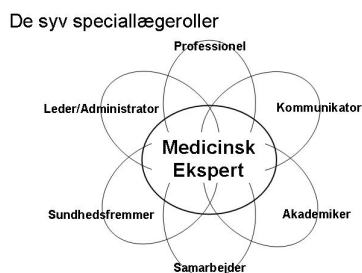 De syv speciallægeroller
Professionel
Leder/Administrator
Kommunikator
Medicinsk
Ekspert
Sundhedsfremmer
Akademiker
Samarbejder